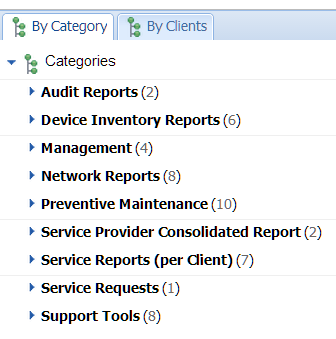 By Category By Clients
Categories
Audit Reports (2)
Device Inventory Reports (6)
Management (4)
Network Reports (8)
Preventive Maintenance (10)
Service Provider Consolidated Report (2)
Service Reports (per Client) (7)
Service Requests (1)
Support Tools (8)